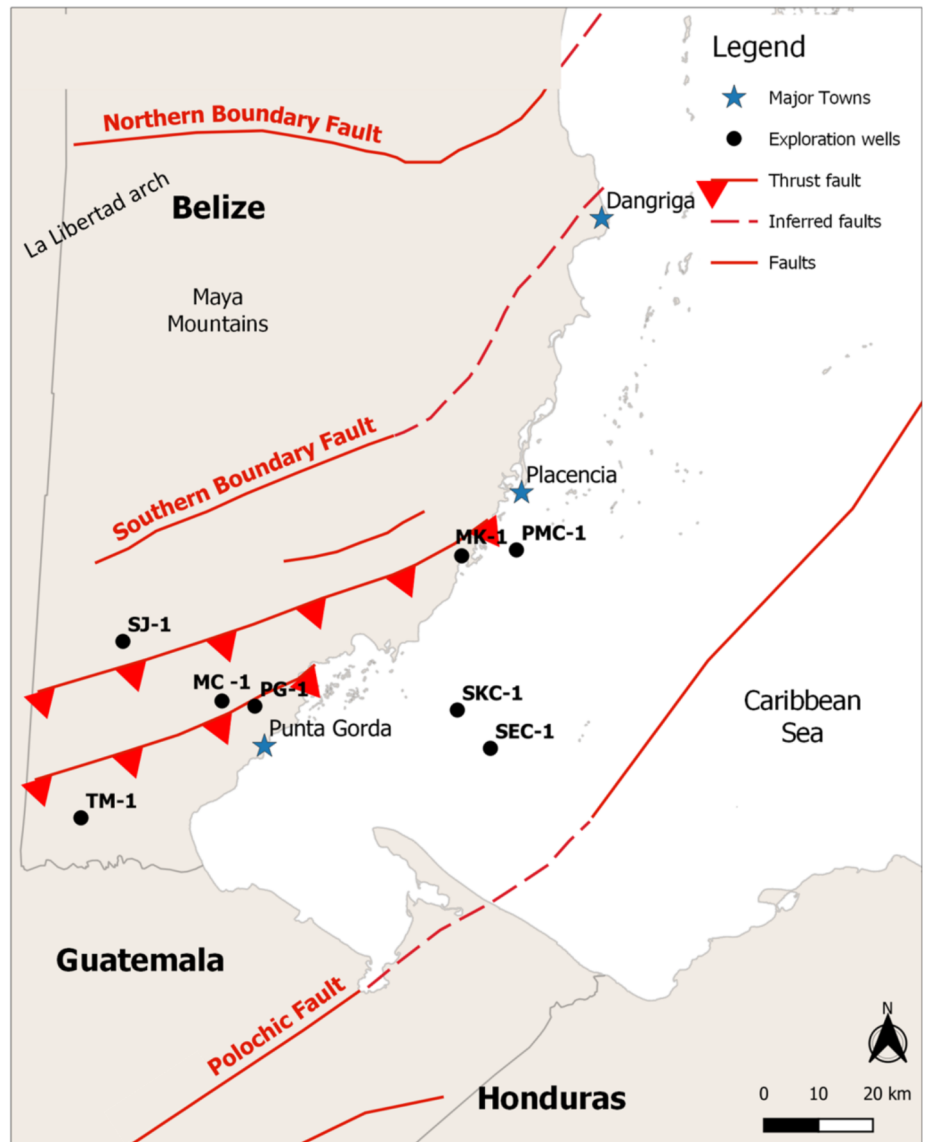 Legend
Major Towns
Exploration wells
Thrust fault
Inferred faults
Faults
Northern Boundary Fault
La Libertad arch
Belize
Dangriga
Maya
Mountains
Southern Boundary Fault
Placencia
MK-1
PMC-1
SJ-1
MC -1
PG-1
SKC-1
Punta Gorda
SEC-1
Caribbean
Sea
TM-1
Guatemala
Polochic Fault
Honduras
N
0 10 20 km